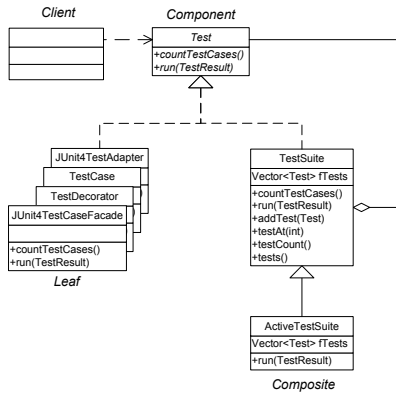 Client
Component
Test
+countTestCases()
+run(TestResult)
JUnit4TestAdapter
TestCase
TestDecorator
JUnit4TestCaseFacade
+countTestCases()
+run(TestResult)
Leaf
TestSuite
Vector<Test> fTests
+countTestCases()
+run(TestResult)
+addTest(Test)
+testAt(int)
+testCount()
+tests()
ActiveTestSuite
Vector<Test> fTests
+run(TestResult)
Composite